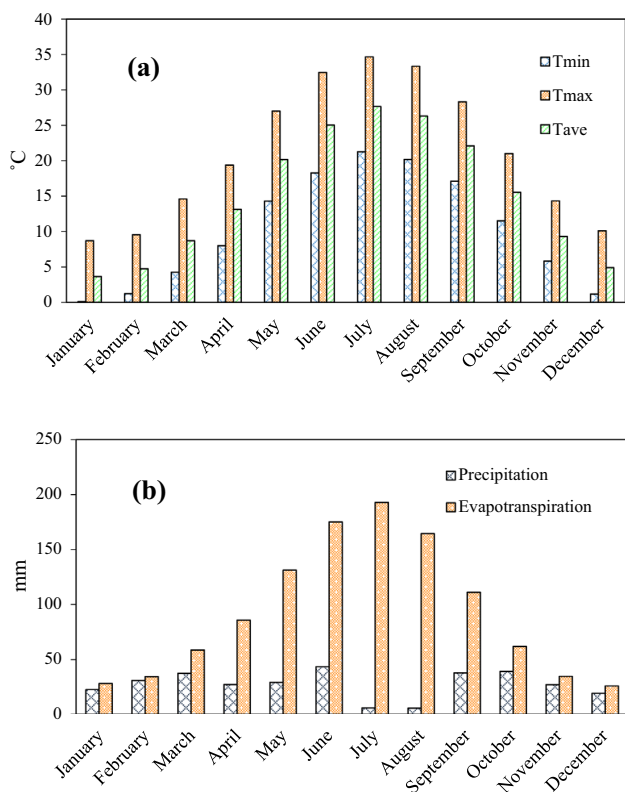 40
35
30
25
20
15
10
5
0
°C
(a)
Tmin
Tmax
Tave
January
February
March
April
May
June
July
August
September
October
November
December
250
200
150
100
50
0
mm
(b)
Precipitation
Evapotranspiration
January
February
March
April
May
June
July
August
September
October
November
December